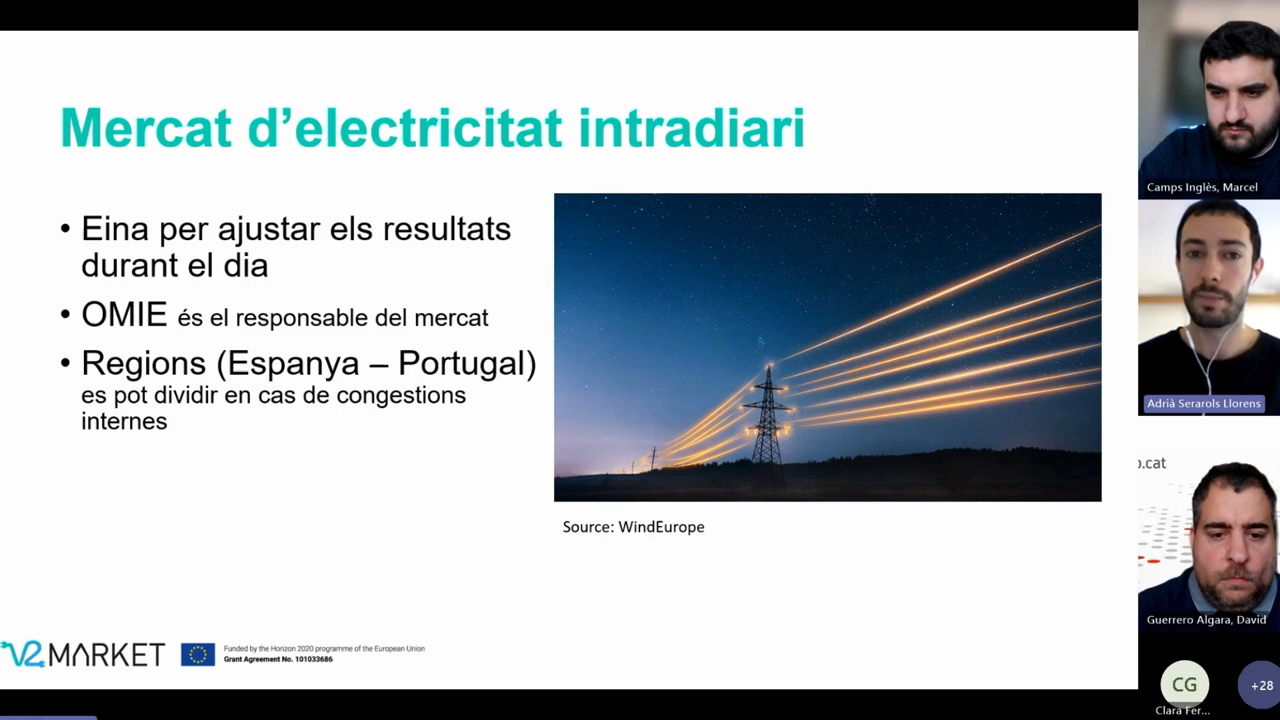 Mercat d’electricitat intradiari
• Eina per ajustar els resultats
durant el dia
• OMIE és el responsable del mercat
• Regions (Espanya – Portugal)
es pot dividir en cas de congestions
internes
Source: WindEurope
V2MARKET
Funded by the Horizon 2020 programme of the European Union
Grant Agreement No. 101033686
Camps Inglès, Marcel
Adrià Serarols Llorens
o.cat
Guerrero Algara, David
CG
Clara Fer...
+28